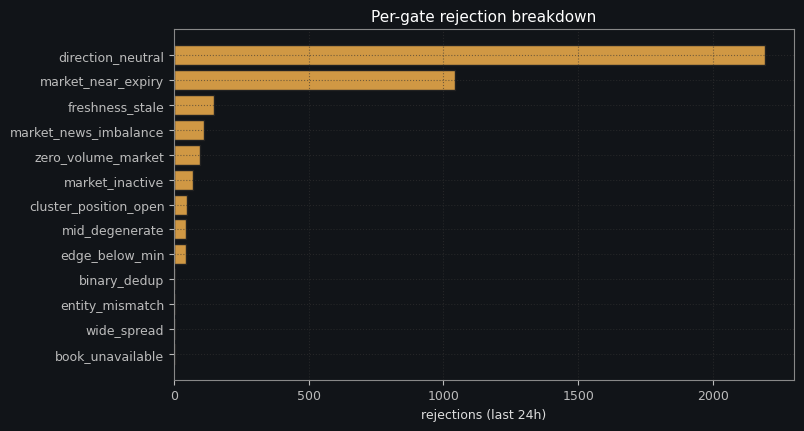 Per-gate rejection breakdown
direction_neutral
market_near_expiry
freshness_stale
market_news_imbalance
zero_volume_market
market_inactive
cluster_position_open
mid_degenerate
edge_below_min
binary_dedup
entity_mismatch
wide_spread
book_unavailable
0 500 1000 1500 2000
rejections (last 24h)